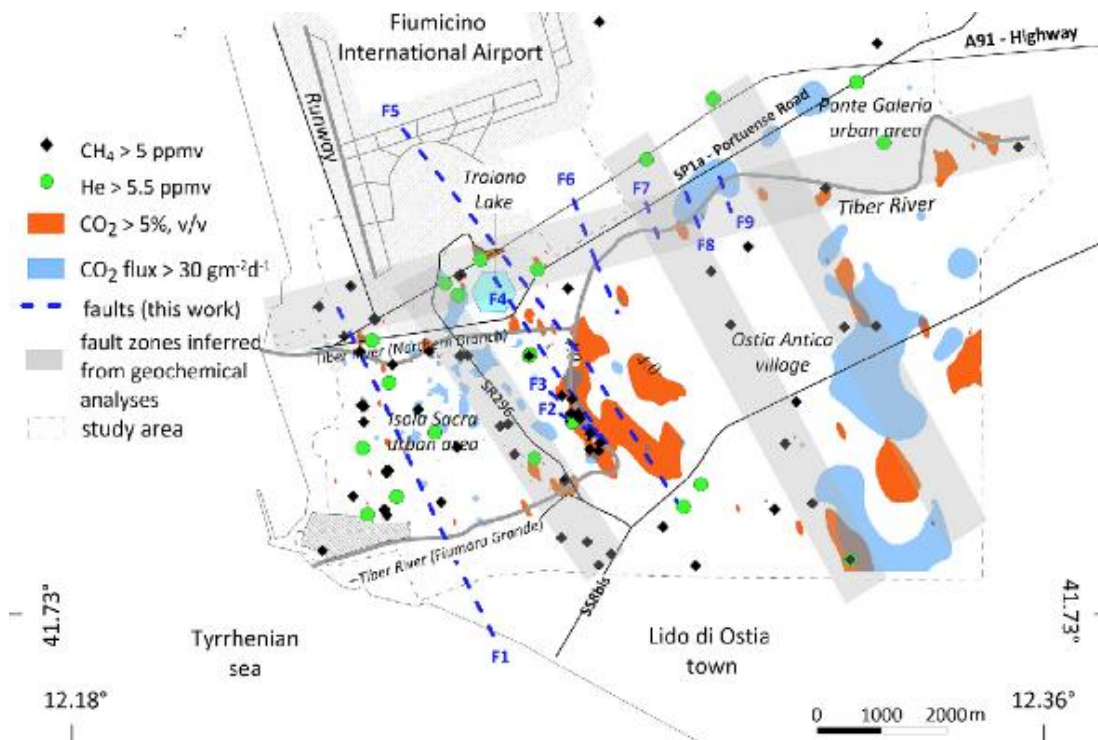 Fiumicino
International Airport
A91 - Highway
Runway
F5
SP1a - Portuense Road
Ponte Galeria
urban area
CH₄ > 5 ppmv
He > 5.5 ppmv
CO₂ > 5%, v/v
CO₂ flux > 30 gm⁻²d⁻¹
faults (this work)
fault zones inferred
from geochemical
analyses
study area
Traiano
Lake
F6
F7
F8
F9
Tiber River
F4
Tiber River (Northern Branch)
Ostia Antica
village
F3
F2
SR296
Isola Sacra
urban area
Tiber River (Fiumara Grande)
SS8bis
41.73°
41.73°
Tyrrhenian
sea
F1
Lido di Ostia
town
12.18°
12.36°
0 1000 2000m